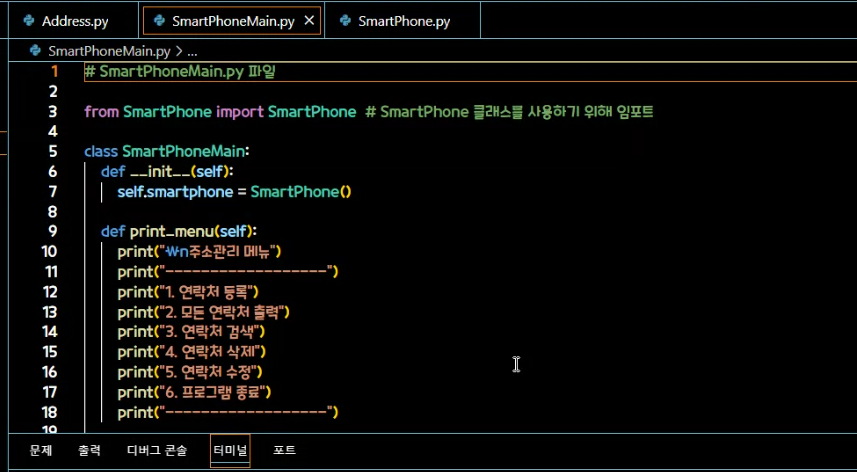 Address.py SmartPhoneMain.py × SmartPhone.py
SmartPhoneMain.py > ...
1 # SmartPhoneMain.py 파일
2
3 from SmartPhone import SmartPhone # SmartPhone 클래스를 사용하기 위해 임포트
4
5 class SmartPhoneMain:
6 def __init__(self):
7 self.smartphone = SmartPhone()
8
9 def print_menu(self):
10 print("₩n주소관리 메뉴")
11 print("------------------")
12 print("1. 연락처 등록")
13 print("2. 모든 연락처 출력")
14 print("3. 연락처 검색")
15 print("4. 연락처 삭제")
16 print("5. 연락처 수정")
17 print("6. 프로그램 종료")
18 print("------------------")
19
문제 출력 디버그 콘솔 터미널 포트